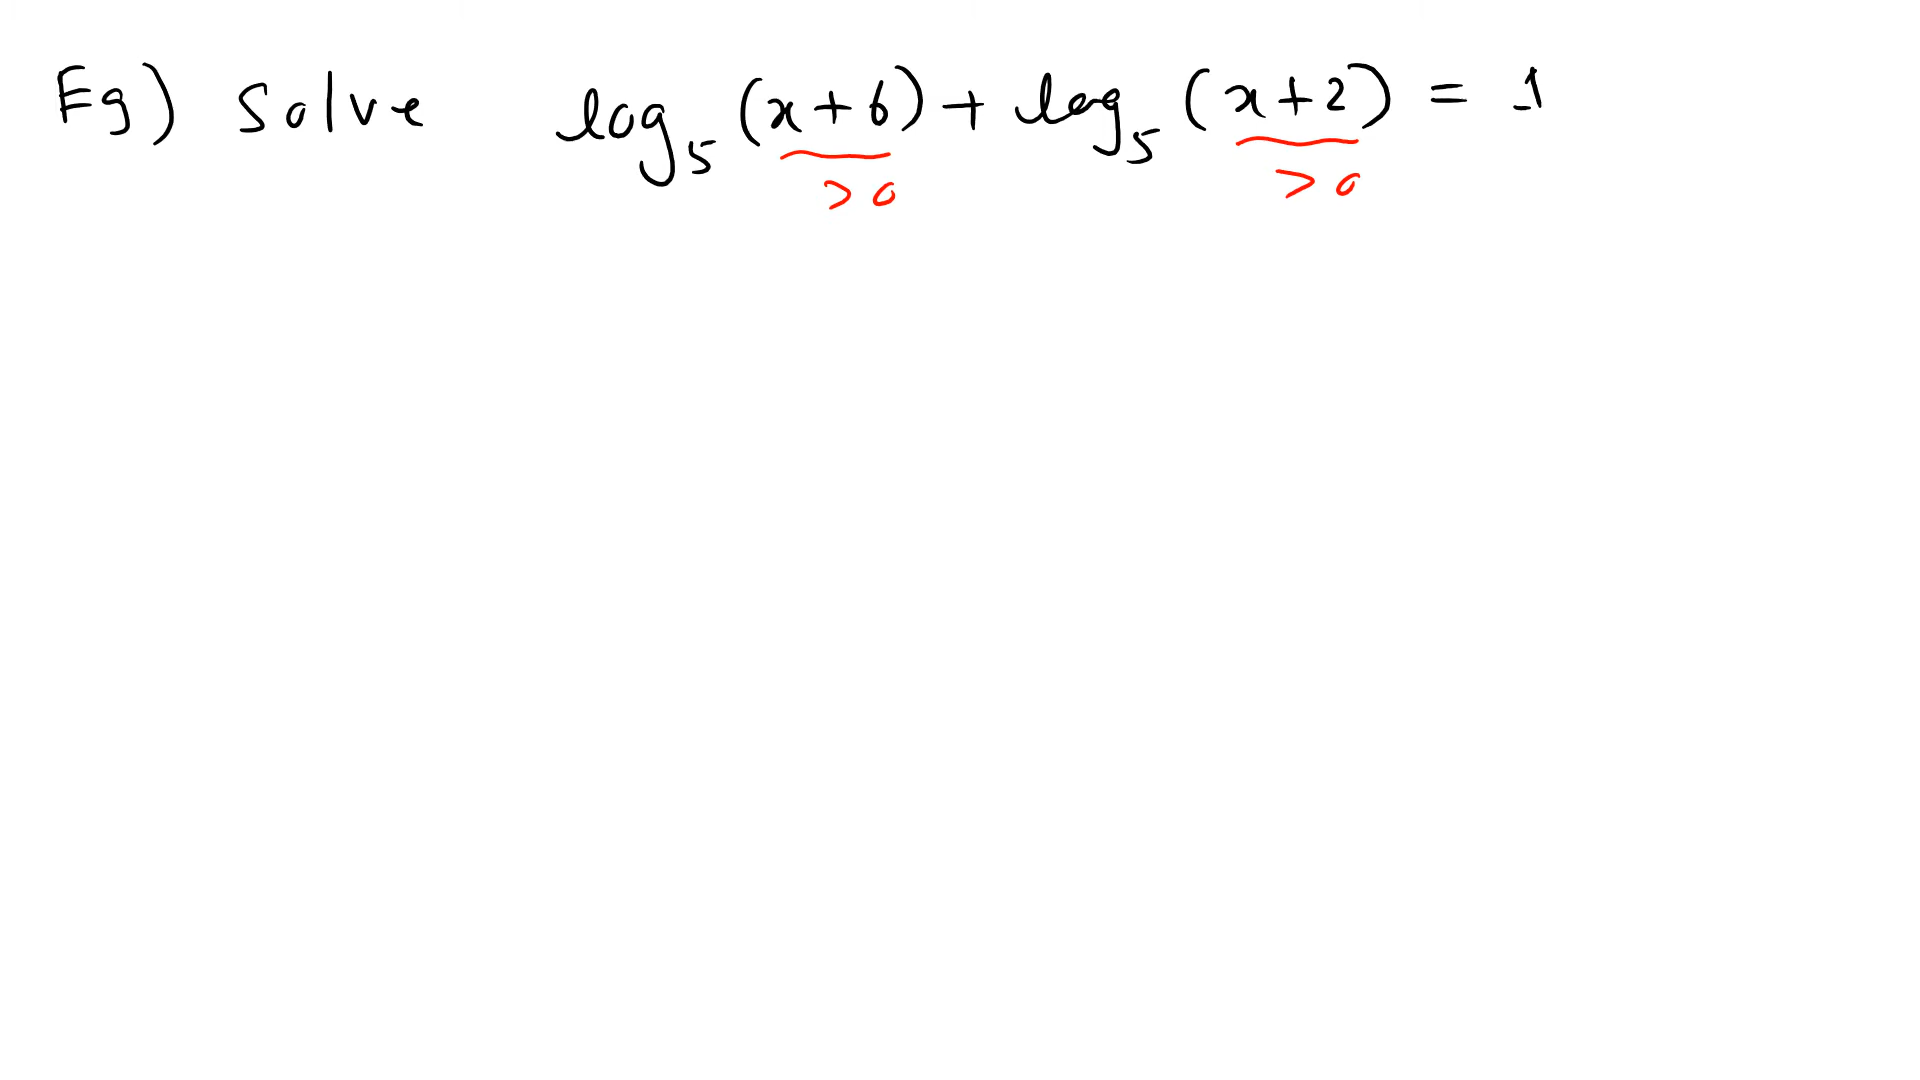 Eg) Solve log₅ (x+6) + log₅ (x+2) = 1
>0 >0